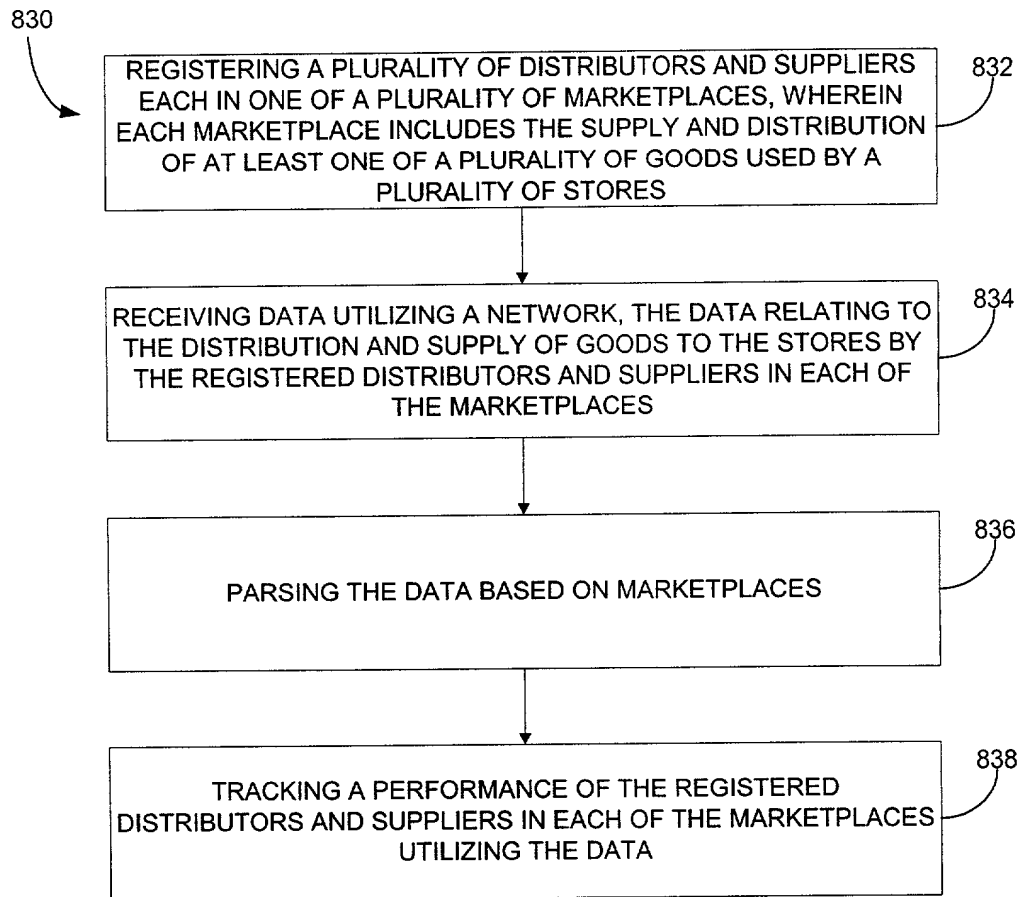 830
REGISTERING A PLURALITY OF DISTRIBUTORS AND SUPPLIERS
EACH IN ONE OF A PLURALITY OF MARKETPLACES, WHEREIN
EACH MARKETPLACE INCLUDES THE SUPPLY AND DISTRIBUTION
OF AT LEAST ONE OF A PLURALITY OF GOODS USED BY A
PLURALITY OF STORES
832
RECEIVING DATA UTILIZING A NETWORK, THE DATA RELATING TO
THE DISTRIBUTION AND SUPPLY OF GOODS TO THE STORES BY
THE REGISTERED DISTRIBUTORS AND SUPPLIERS IN EACH OF
THE MARKETPLACES
834
PARSING THE DATA BASED ON MARKETPLACES
836
TRACKING A PERFORMANCE OF THE REGISTERED
DISTRIBUTORS AND SUPPLIERS IN EACH OF THE MARKETPLACES
UTILIZING THE DATA
838